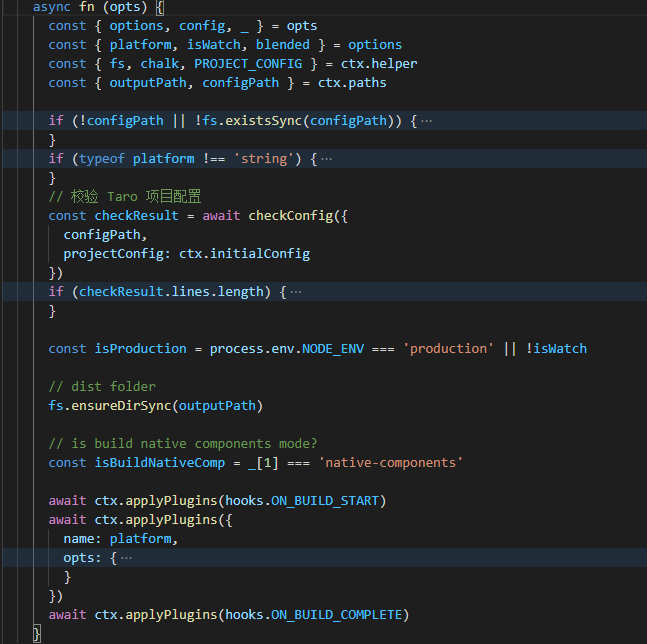 async fn (opts) {
const { options, config, _ } = opts
const { platform, isWatch, blended } = options
const { fs, chalk, PROJECT_CONFIG } = ctx.helper
const { outputPath, configPath } = ctx.paths
if (!configPath || !fs.existsSync(configPath)) {···
}
if (typeof platform !== 'string') {···
}
// 校验 Taro 项目配置
const checkResult = await checkConfig({
configPath,
projectConfig: ctx.initialConfig
})
if (checkResult.lines.length) {···
}
const isProduction = process.env.NODE_ENV === 'production' || !isWatch
// dist folder
fs.ensureDirSync(outputPath)
// is build native components mode?
const isBuildNativeComp = _[1] === 'native-components'
await ctx.applyPlugins(hooks.ON_BUILD_START)
await ctx.applyPlugins({
name: platform,
opts: {···
}
})
await ctx.applyPlugins(hooks.ON_BUILD_COMPLETE)
}